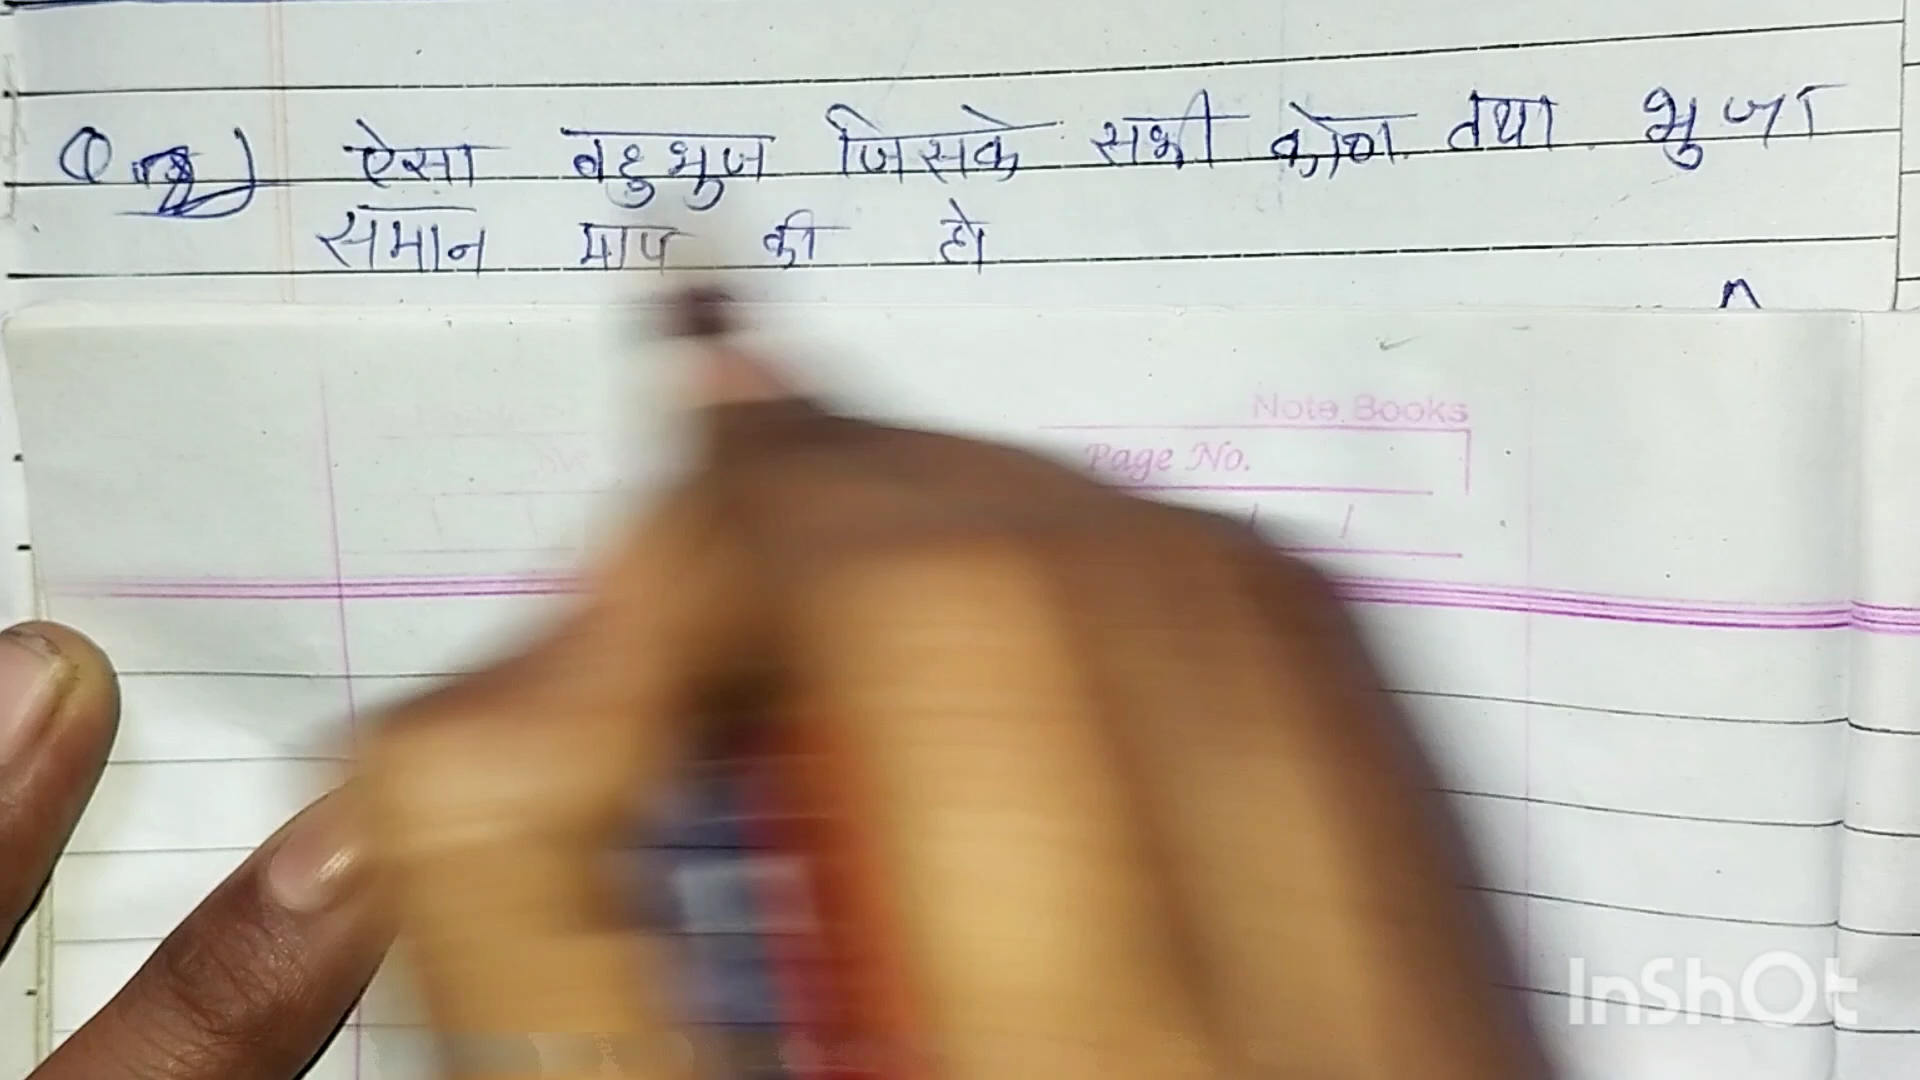 ऐसा बहुभुज जिसके सभी कोण तथा भुजा
समान माप की हो
Note Books
Page No.
InShOt